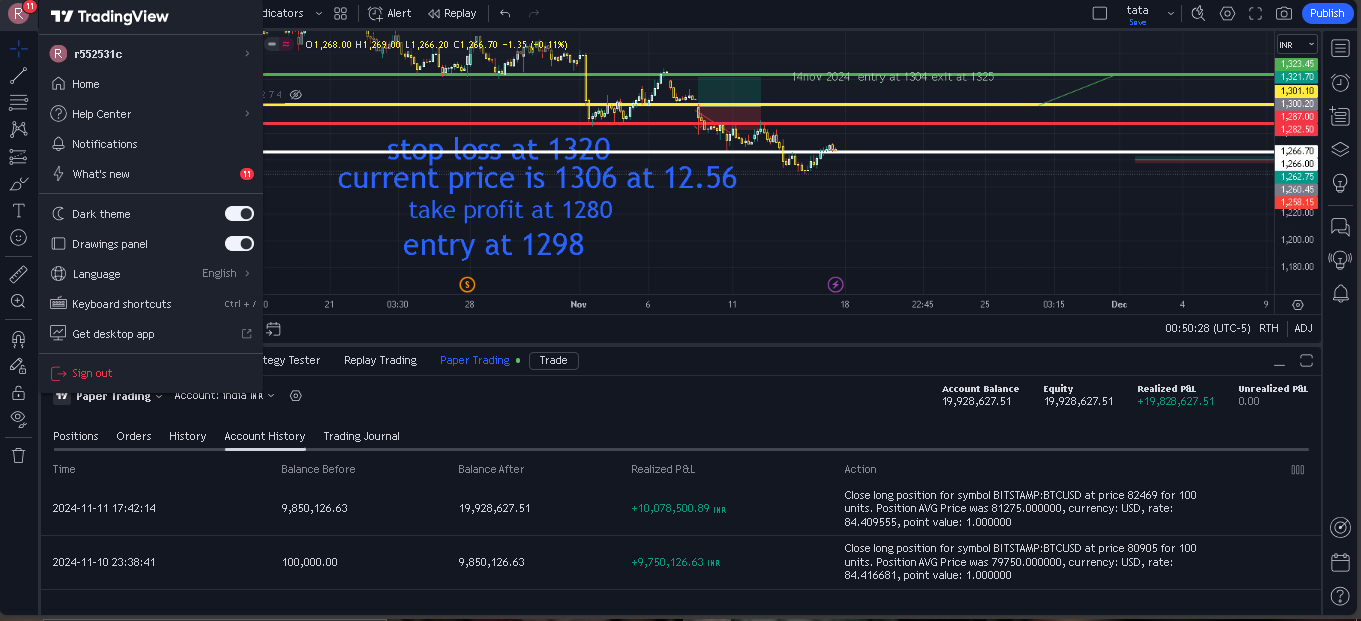 R 11 TradingView dicators Alert Replay tata Save Publish
R r552531c
Home
Help Center
Notifications
What's new 11
Dark theme
Drawings panel
Language English
Keyboard shortcuts Ctrl + /
Get desktop app
Sign out
O1,268.00 H1,269.00 L1,266.20 C1,266.70 −1.35 (−0.11%)
2 7 4
14nov 2024 entry at 1304 exit at 1325
stop loss at 1320
current price is 1306 at 12.56
take profit at 1280
entry at 1298
INR
1,323.45
1,321.70
1,301.10
1,300.20
1,287.00
1,282.50
1,266.70
1,266.00
1,262.75
1,260.45
1,258.15
1,220.00
1,200.00
1,180.00
S
0 21 03:30 28 Nov 6 11 18 22:45 25 03:15 Dec 4 9
00:50:28 (UTC-5) RTH ADJ
tegy Tester Replay Trading Paper Trading Trade
Paper Trading Account: India INR
Account Balance Equity Realized P&L Unrealized P&L
19,928,627.51 19,928,627.51 +19,828,627.51 0.00
Positions Orders History Account History Trading Journal
Time Balance Before Balance After Realized P&L Action
2024-11-11 17:42:14 9,850,126.63 19,928,627.51 +10,078,500.89 INR
Close long position for symbol BITSTAMP:BTCUSD at price 82469 for 100
units. Position AVG Price was 81275.000000, currency: USD, rate:
84.409555, point value: 1.000000
2024-11-10 23:38:41 100,000.00 9,850,126.63 +9,750,126.63 INR
Close long position for symbol BITSTAMP:BTCUSD at price 80905 for 100
units. Position AVG Price was 79750.000000, currency: USD, rate:
84.416681, point value: 1.000000